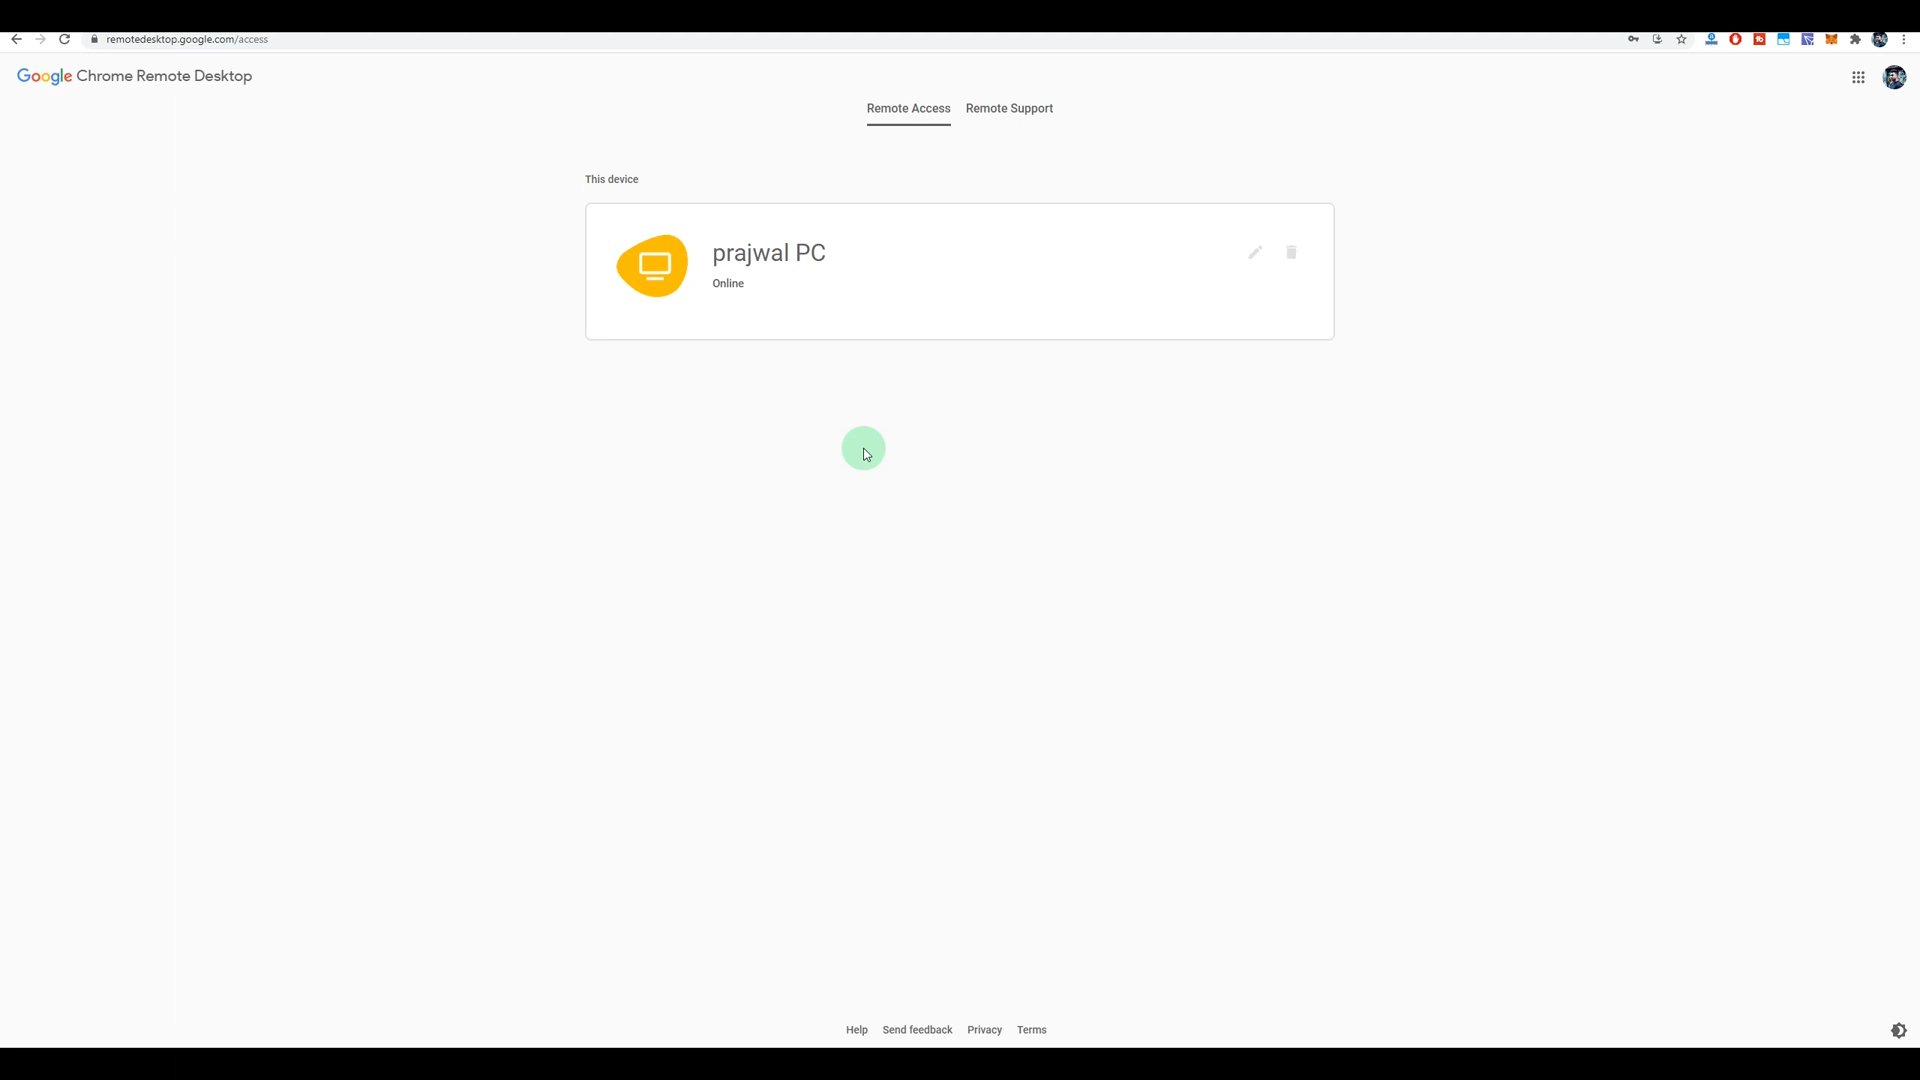 remotedesktop.google.com/access
Google Chrome Remote Desktop
Remote Access Remote Support
This device
prajwal PC
Online
Help Send feedback Privacy Terms